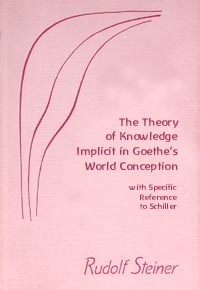 The Theory
of Knowledge
Implicit in Goethe's
World Conception
with Specific
Reference
to Schiller
Rudolf Steiner